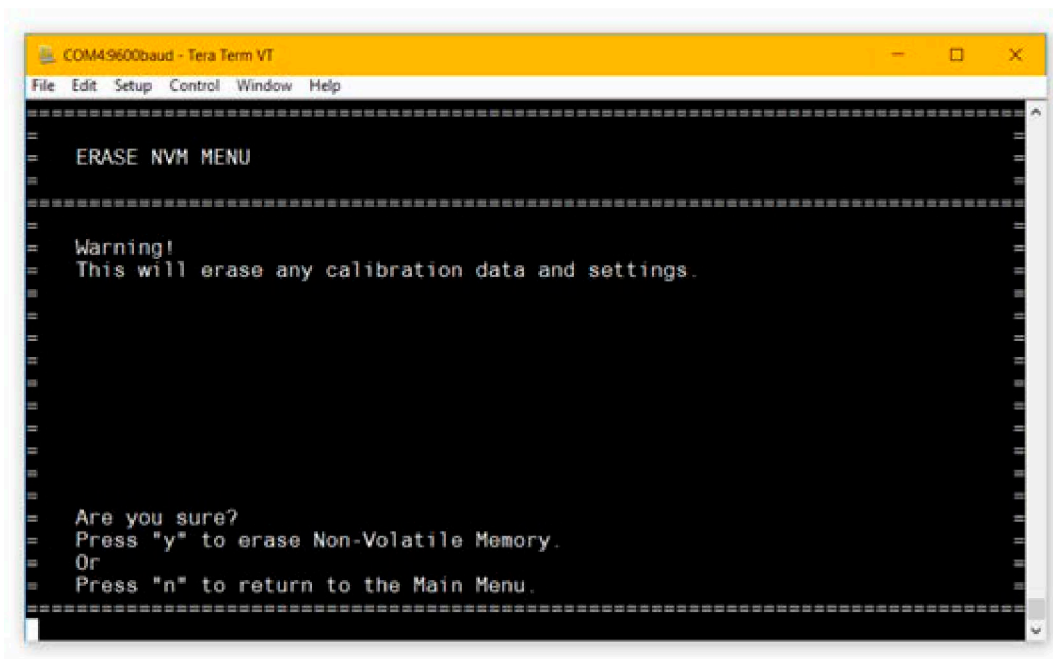 COM4:9600baud - Tera Term VT
File Edit Setup Control Window Help
================================================================================
= =
= ERASE NVM MENU =
= =
================================================================================
= =
= Warning! =
= This will erase any calibration data and settings. =
= =
= =
= =
= =
= =
= =
= =
= =
= =
= =
= Are you sure? =
= Press "y" to erase Non-Volatile Memory. =
= Or =
= Press "n" to return to the Main Menu. =
================================================================================